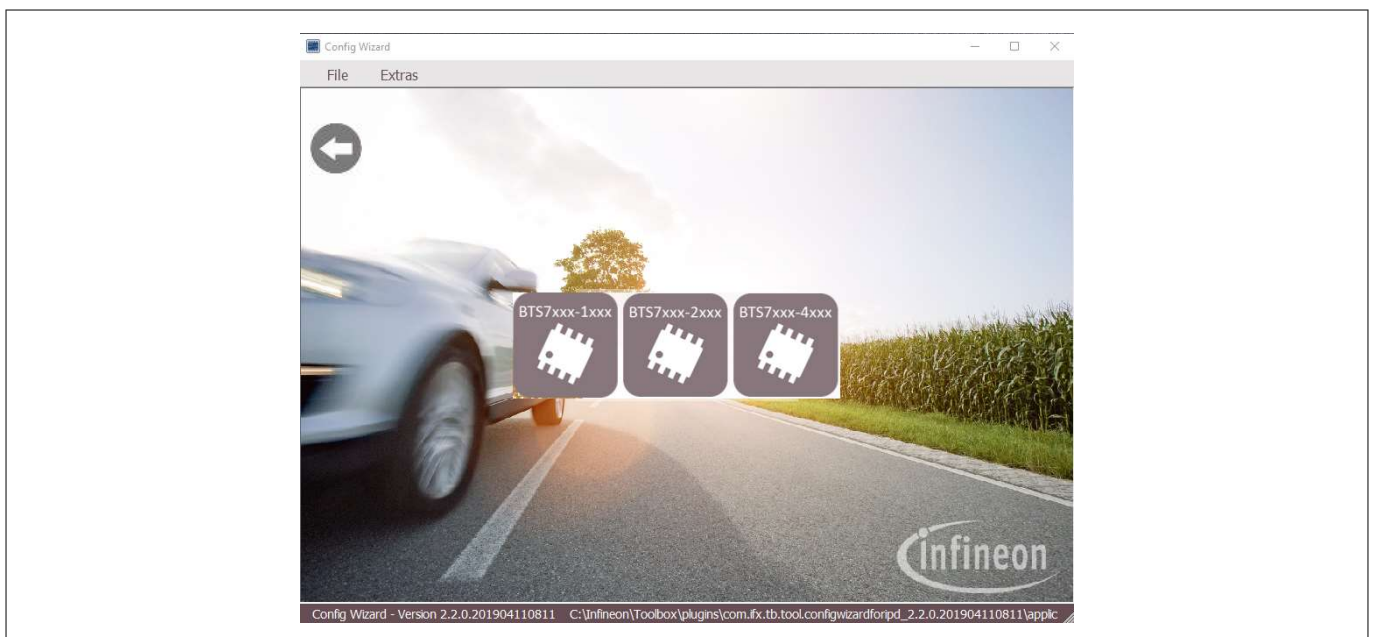 Config Wizard
File Extras
BTS7xxx-1xxx BTS7xxx-2xxx BTS7xxx-4xxx
infineon
Config Wizard - Version 2.2.0.201904110811 C:\Infineon\Toolbox\plugins\com.ifx.tb.tool.configwizardforipd_2.2.0.201904110811\applic